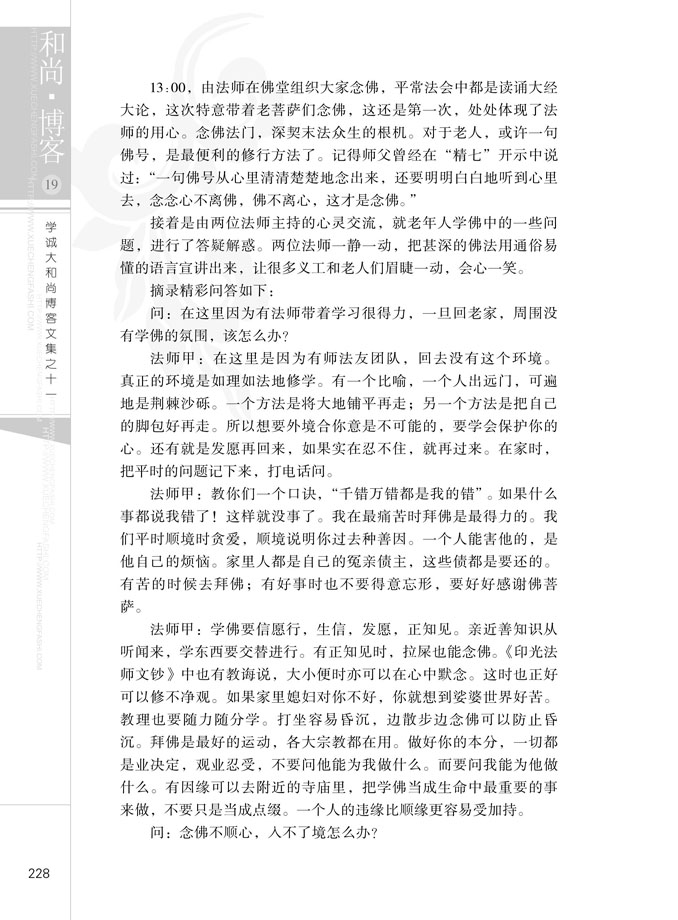 和尚·博客
19
学诚大和尚博客文集之十一
13:00，由法师在佛堂组织大家念佛，平常法会中都是读诵大经
大论，这次特意带着老菩萨们念佛，这还是第一次，处处体现了法
师的用心。念佛法门，深契末法众生的根机。对于老人，或许一句
佛号，是最便利的修行方法了。记得师父曾经在“精七”开示中说
过：“一句佛号从心里清清楚楚地念出来，还要明明白白地听到心里
去，念念心不离佛，佛不离心，这才是念佛。”
接着是由两位法师主持的心灵交流，就老年人学佛中的一些问
题，进行了答疑解惑。两位法师一静一动，把甚深的佛法用通俗易
懂的语言宣讲出来，让很多义工和老人们眉睫一动，会心一笑。
摘录精彩问答如下：
问：在这里因为有法师带着学习很得力，一旦回老家，周围没
有学佛的氛围，该怎么办？
法师甲：在这里是因为有师法友团队，回去没有这个环境。
真正的环境是如理如法地修学。有一个比喻，一个人出远门，可遍
地是荆棘沙砾。一个方法是将大地铺平再走；另一个方法是把自己
的脚包好再走。所以想要外境合你意是不可能的，要学会保护你的
心。还有就是发愿再回来，如果实在忍不住，就再过来。在家时，
把平时的问题记下来，打电话问。
法师甲：教你们一个口诀，“千错万错都是我的错”。如果什么
事都说我错了！这样就没事了。我在最痛苦时拜佛是最得力的。我
们平时顺境时贪爱，顺境说明你过去种善因。一个人能害他的，是
他自己的烦恼。家里人都是自己的冤亲债主，这些债都是要还的。
有苦的时候去拜佛；有好事时也不要得意忘形，要好好感谢佛菩
萨。
法师甲：学佛要信愿行，生信，发愿，正知见。亲近善知识从
听闻来，学东西要交替进行。有正知见时，拉屎也能念佛。《印光法
师文钞》中也有教诲说，大小便时亦可以在心中默念。这时也正好
可以修不净观。如果家里媳妇对你不好，你就想到娑婆世界好苦。
教理也要随力随分学。打坐容易昏沉，边散步边念佛可以防止昏
沉。拜佛是最好的运动，各大宗教都在用。做好你的本分，一切都
是业决定，观业忍受，不要问他能为我做什么。而要问我能为他做
什么。有因缘可以去附近的寺庙里，把学佛当成生命中最重要的事
来做，不要只是当成点缀。一个人的违缘比顺缘更容易受加持。
问：念佛不顺心，入不了境怎么办？
228